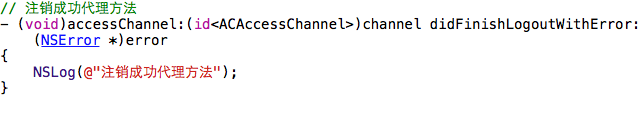 // 注销成功代理方法
- (void)accessChannel:(id<ACAccessChannel>)channel didFinishLogoutWithError:
(NSError *)error
{
NSLog(@"注销成功代理方法");
}